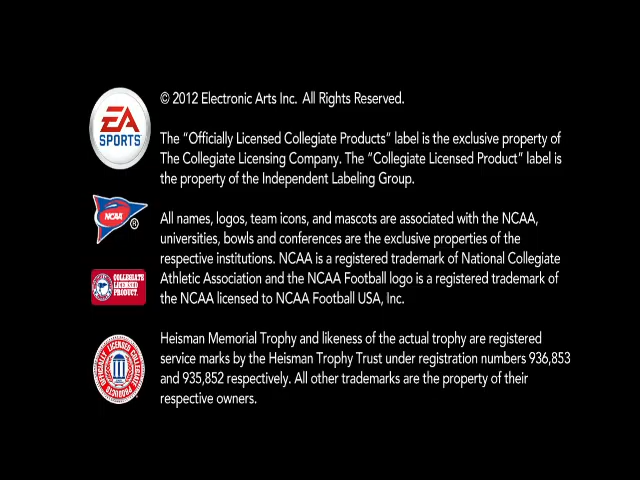 © 2012 Electronic Arts Inc. All Rights Reserved.
EA
SPORTS
The “Officially Licensed Collegiate Products” label is the exclusive property of
The Collegiate Licensing Company. The “Collegiate Licensed Product” label is
the property of the Independent Labeling Group.
NCAA
®
All names, logos, team icons, and mascots are associated with the NCAA,
universities, bowls and conferences are the exclusive properties of the
respective institutions. NCAA is a registered trademark of National Collegiate
Athletic Association and the NCAA Football logo is a registered trademark of
the NCAA licensed to NCAA Football USA, Inc.
COLLEGIATE
LICENSED
PRODUCT.
Heisman Memorial Trophy and likeness of the actual trophy are registered
service marks by the Heisman Trophy Trust under registration numbers 936,853
and 935,852 respectively. All other trademarks are the property of their
respective owners.
OFFICIALLY LICENSED COLLEGIATE PRODUCTS